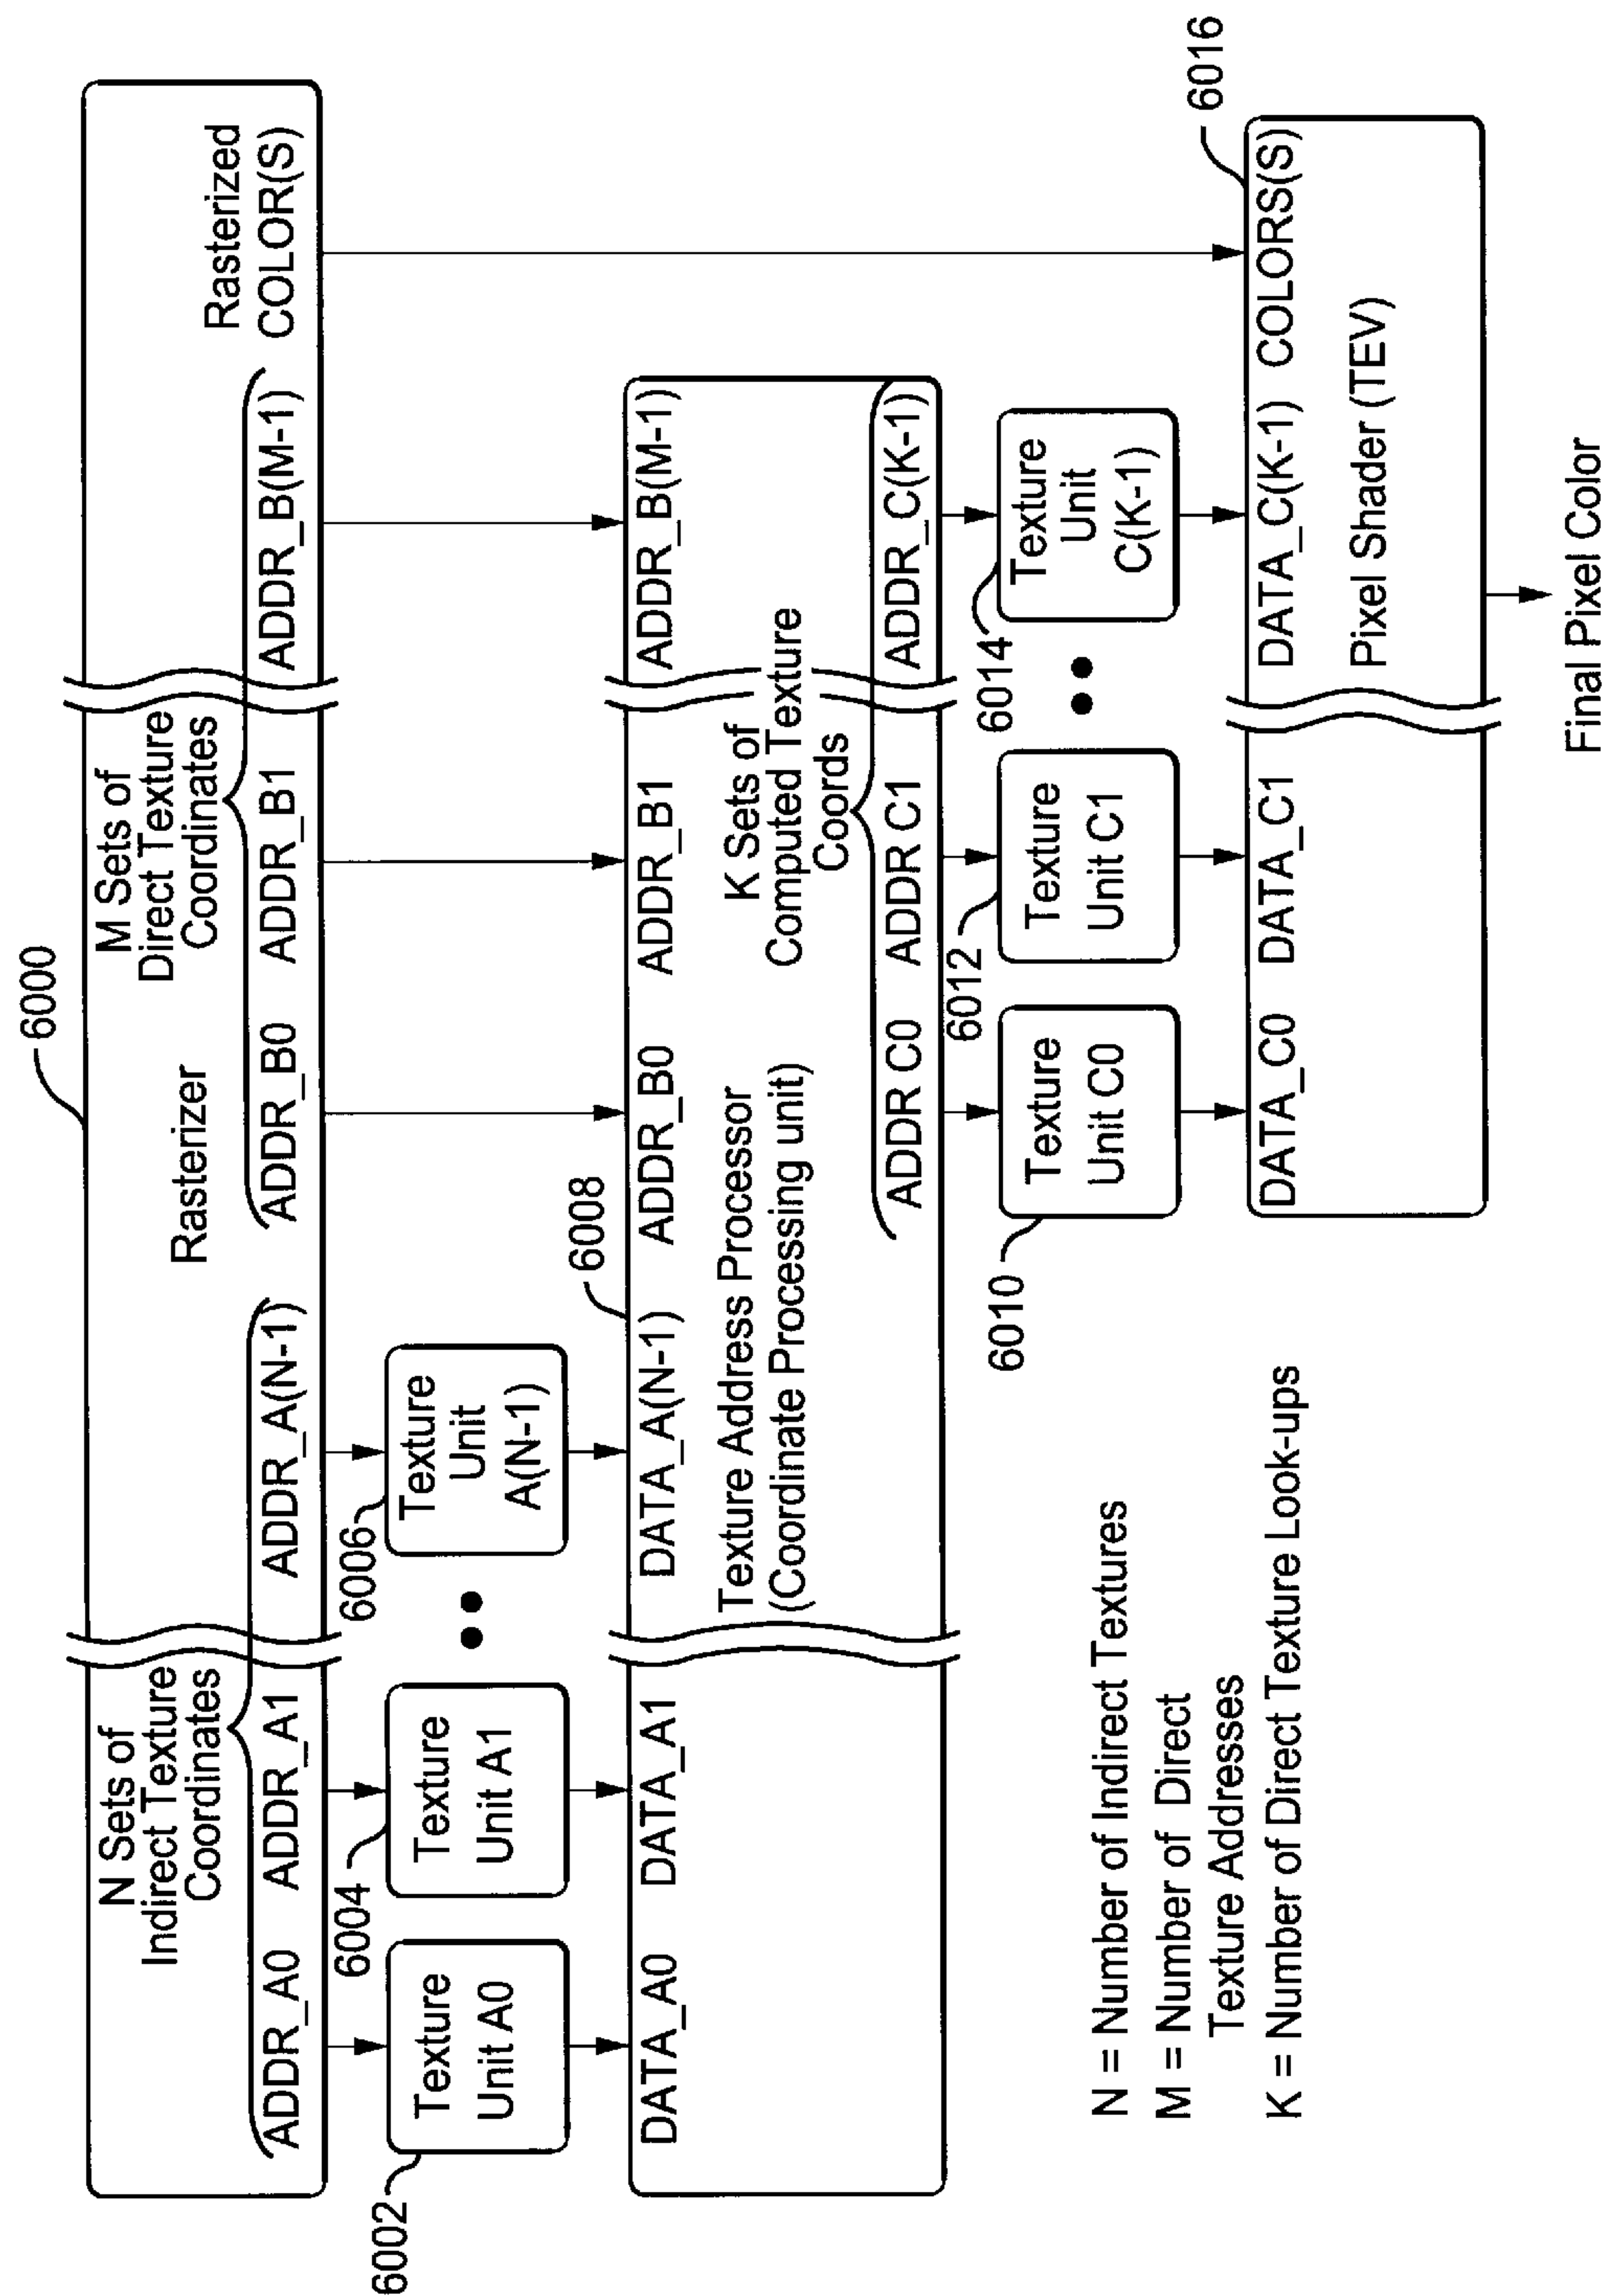 6000
N Sets of
Indirect Texture
Coordinates
Rasterizer
M Sets of
Direct Texture
Coordinates
Rasterized
ADDR_A0 ADDR_A1 ADDR_A(N-1) ADDR_B0 ADDR_B1 ADDR_B(M-1) COLOR(S)
6002
Texture
Unit A0
6004
Texture
Unit A1
6006
Texture
Unit
A(N-1)
6008
DATA_A0 DATA_A1 DATA_A(N-1) ADDR_B0 ADDR_B1 ADDR_B(M-1)
Texture Address Processor
(Coordinate Processing unit)
K Sets of
Computed Texture
Coords
ADDR C0 ADDR C1 ADDR_C(K-1)
6010
Texture
Unit C0
6012
Texture
Unit C1
6014
Texture
Unit
C(K-1)
6016
DATA_C0 DATA_C1 DATA_C(K-1) COLORS(S)
Pixel Shader (TEV)
Final Pixel Color
N = Number of Indirect Textures
M = Number of Direct
Texture Addresses
K = Number of Direct Texture Look-ups